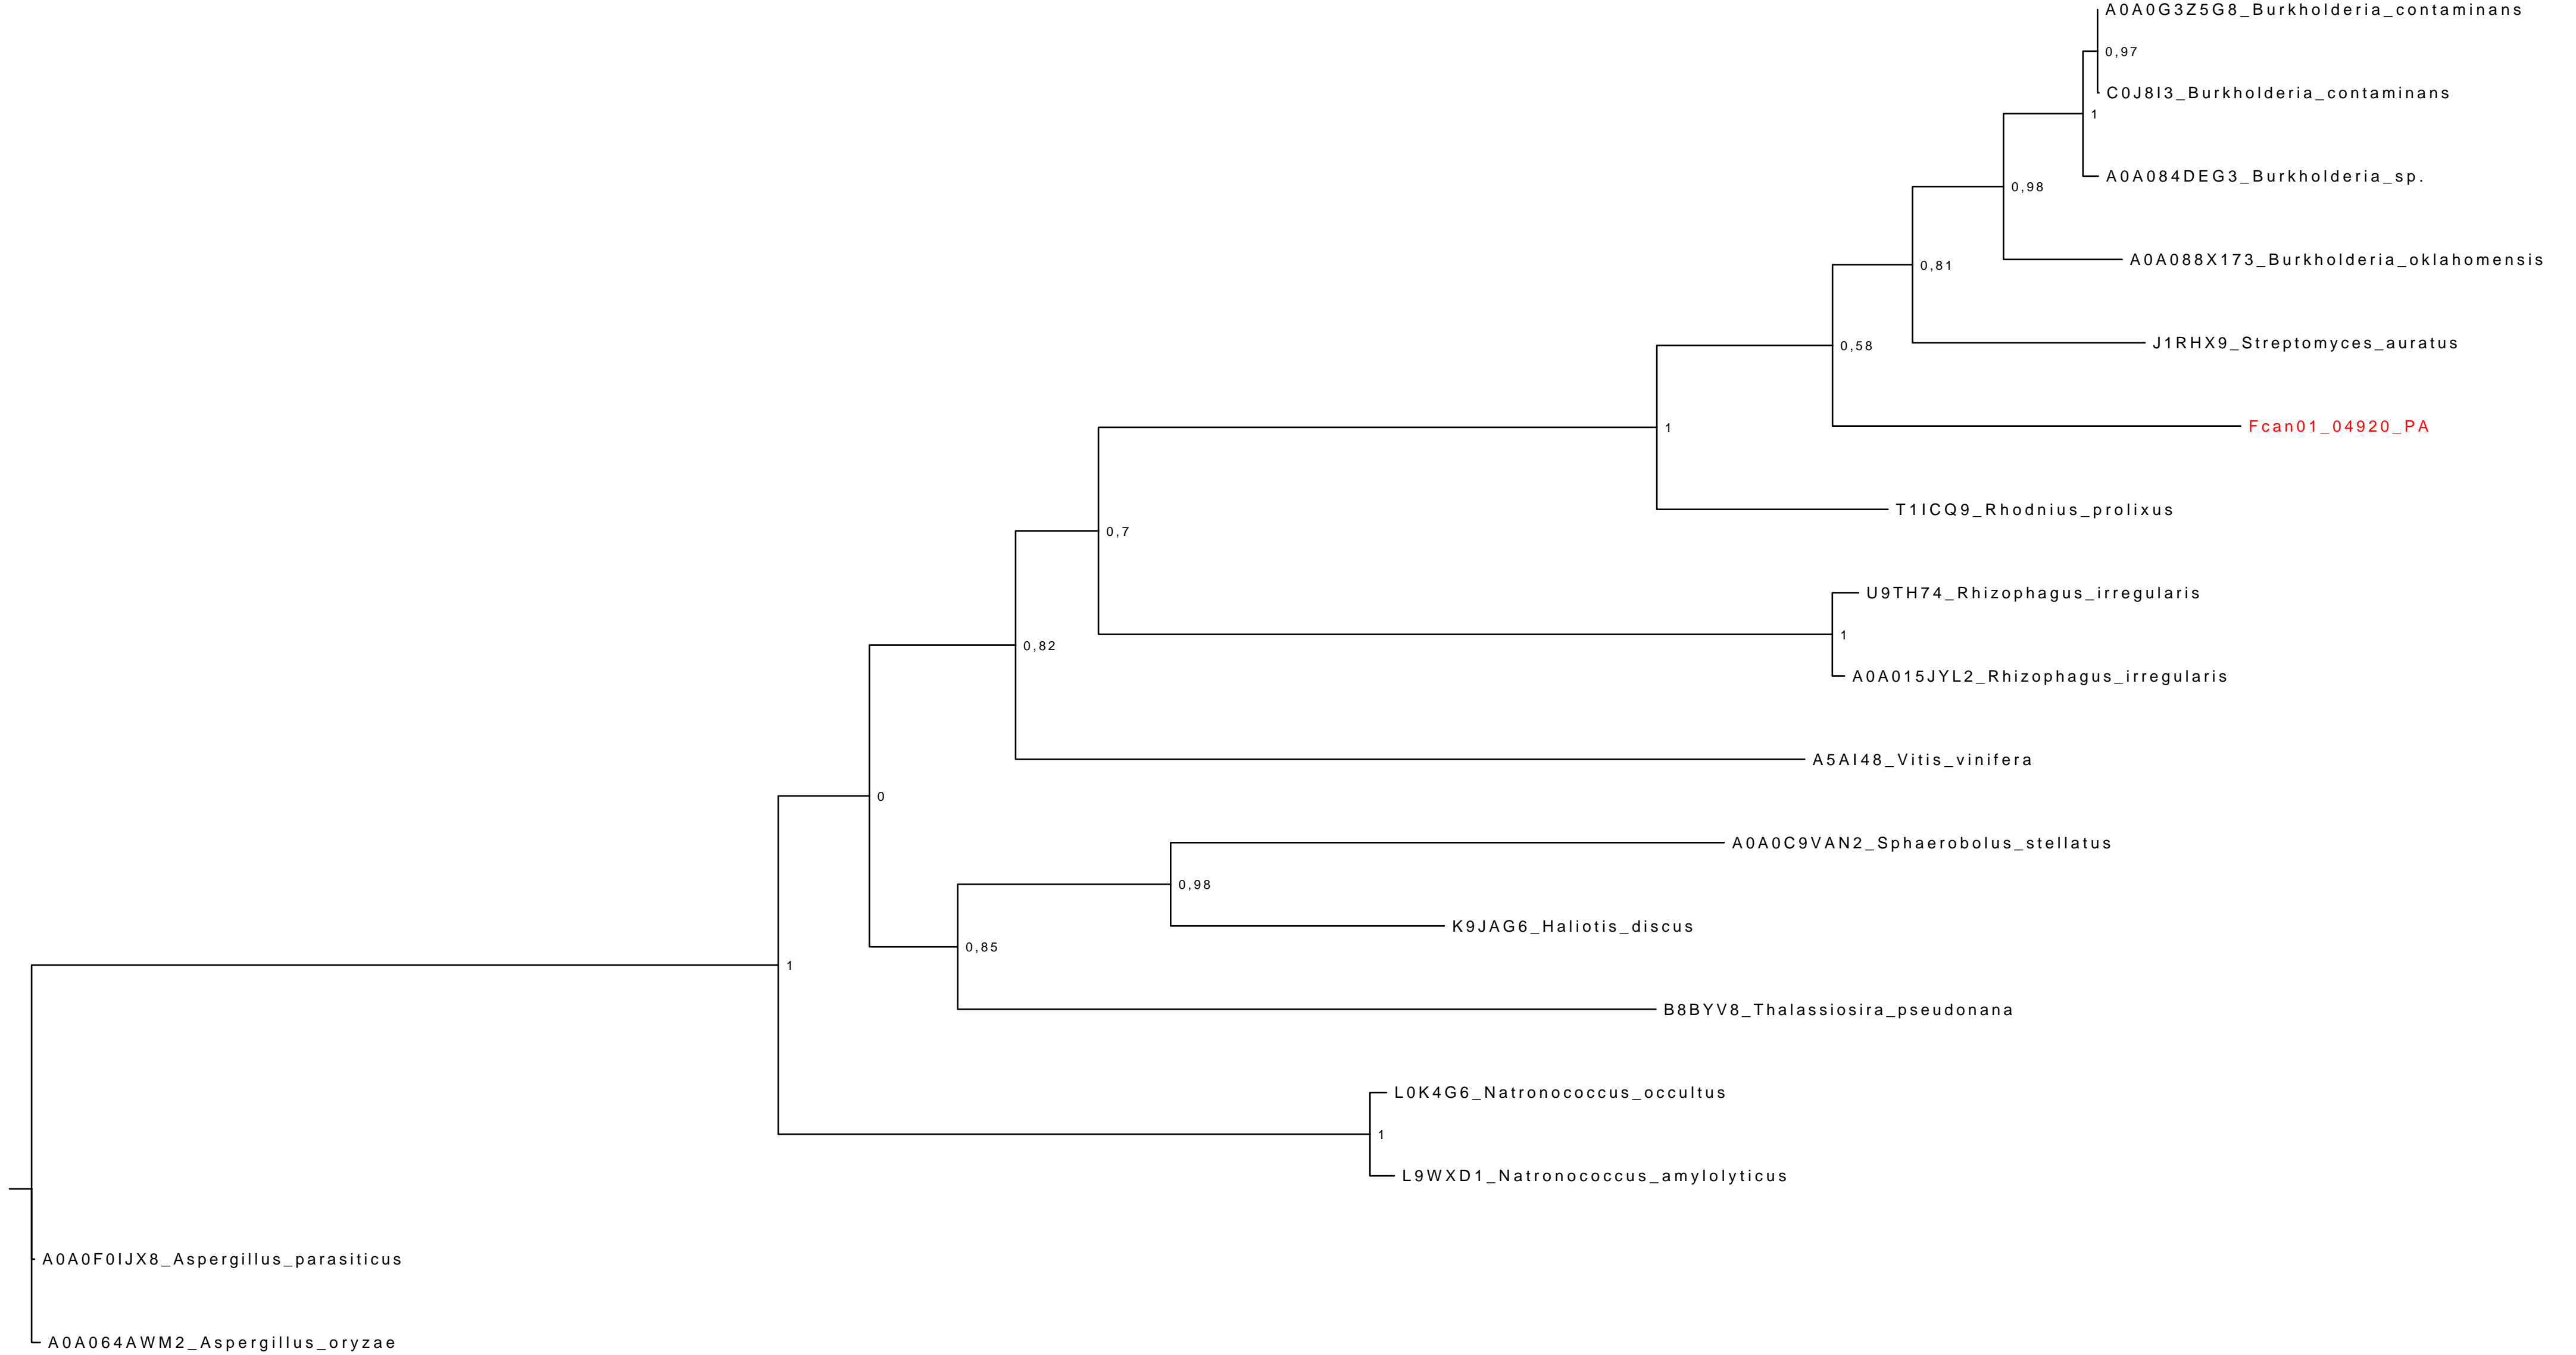 A0A0G3Z5G8_Burkholderia_contaminans
0,97
C0J8I3_Burkholderia_contaminans
1
A0A084DEG3_Burkholderia_sp.
0,98
A0A088X173_Burkholderia_oklahomensis
0,81
J1RHX9_Streptomyces_auratus
0,58
Fcan01_04920_PA
1
T1ICQ9_Rhodnius_prolixus
0,7
U9TH74_Rhizophagus_irregularis
1
A0A015JYL2_Rhizophagus_irregularis
0,82
A5AI48_Vitis_vinifera
0
A0A0C9VAN2_Sphaerobolus_stellatus
0,98
K9JAG6_Haliotis_discus
0,85
1
B8BYV8_Thalassiosira_pseudonana
L0K4G6_Natronococcus_occultus
1
L9WXD1_Natronococcus_amylolyticus
A0A0F0IJX8_Aspergillus_parasiticus
A0A064AWM2_Aspergillus_oryzae